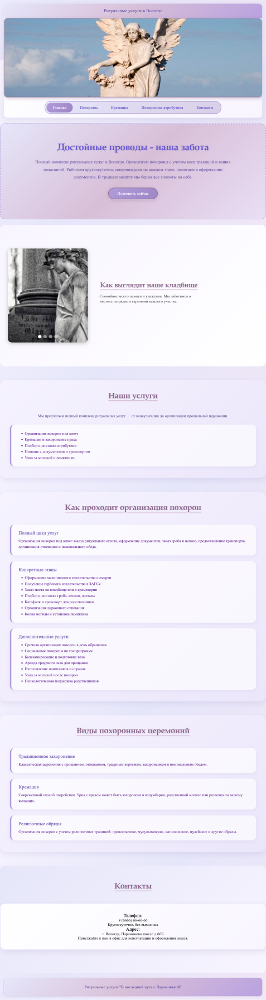 Ритуальные услуги в Вологде
Главная Похороны Кремация Похоронная атрибутика Контакты
Достойные проводы - наша забота
Полный комплекс ритуальных услуг в Вологде. Организуем похороны с учетом всех традиций и ваших
пожеланий. Работаем круглосуточно, сопровождаем на каждом этапе, помогаем в оформлении
документов. В трудную минуту мы берем все хлопоты на себя.
Позвонить сейчас
Как выглядит наше кладбище
Спокойное место памяти и уважения. Мы заботимся о
чистоте, порядке и гармонии каждого участка.
Наши услуги
Мы предлагаем полный комплекс ритуальных услуг — от консультации до организации прощальной церемонии.
• Организация похорон под ключ
• Кремация и захоронение праха
• Подбор и доставка атрибутики
• Помощь с документами и транспортом
• Уход за могилой и памятники
Как проходит организация похорон
Полный цикл услуг
Организация похорон под ключ: выезд ритуального агента, оформление документов, заказ гроба и венков, предоставление транспорта,
организация отпевания и поминального обеда.
Конкретные этапы
• Оформление медицинского свидетельства о смерти
• Получение гербового свидетельства в ЗАГСе
• Заказ места на кладбище или в крематории
• Подбор и доставка гроба, венков, одежды
• Катафалк и транспорт для родственников
• Организация церковного отпевания
• Копка могилы и установка памятника
Дополнительные услуги
• Срочная организация похорон в день обращения
• Социальные похороны по госпрограмме
• Бальзамирование и подготовка тела
• Аренда траурного зала для прощания
• Изготовление памятников и оградок
• Уход за могилой после похорон
• Психологическая поддержка родственников
Виды похоронных церемоний
Традиционное захоронение
Классическая церемония с прощанием, отпеванием, траурным кортежем, захоронением и поминальным обедом.
Кремация
Современный способ погребения. Урна с прахом может быть захоронена в колумбарии, родственной могиле или развеяна по вашему
желанию.
Религиозные обряды
Организация похорон с учетом религиозных традиций: православные, мусульманские, католические, иудейские и другие обряды.
Контакты
Телефон:
8 (6666) 66-66-66
Круглосуточно, без выходных
Адрес:
г. Вологда, Парамоново шоссе д.66Б
Приезжайте к нам в офис для консультации и оформления заказа.
Ритуальные услуги "В последний путь с Параконькой"